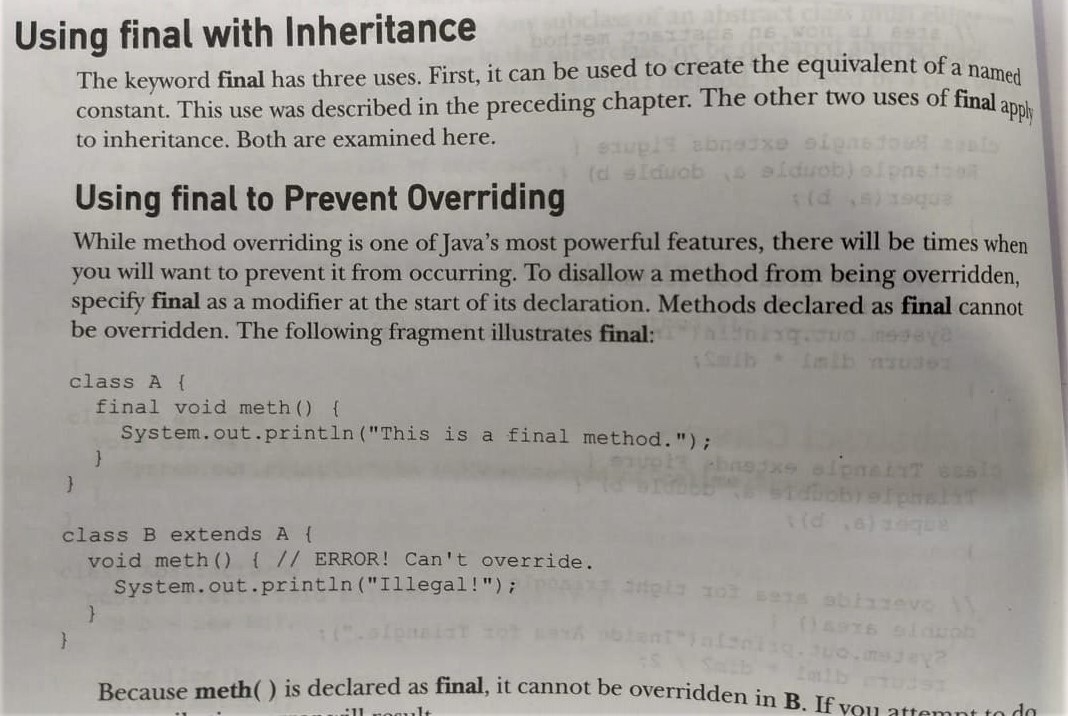 Using final with Inheritance
The keyword final has three uses. First, it can be used to create the equivalent of a named
constant. This use was described in the preceding chapter. The other two uses of final apply
to inheritance. Both are examined here.
Using final to Prevent Overriding
While method overriding is one of Java's most powerful features, there will be times when
you will want to prevent it from occurring. To disallow a method from being overridden,
specify final as a modifier at the start of its declaration. Methods declared as final cannot
be overridden. The following fragment illustrates final:
class A {
final void meth() {
System.out.println("This is a final method.");
}
}
class B extends A {
void meth() { // ERROR! Can't override.
System.out.println("Illegal!");
}
}
Because meth( ) is declared as final, it cannot be overridden in B. If you attempt to do